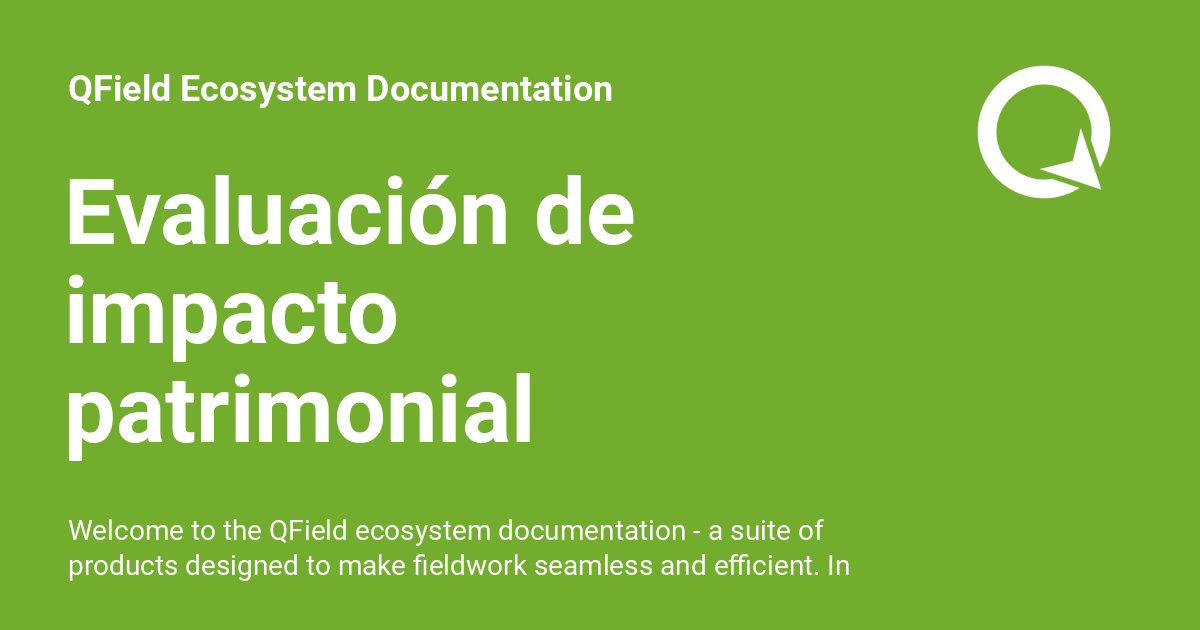 QField Ecosystem Documentation
Evaluación de
impacto
patrimonial
Welcome to the QField ecosystem documentation - a suite of
products designed to make fieldwork seamless and efficient. In